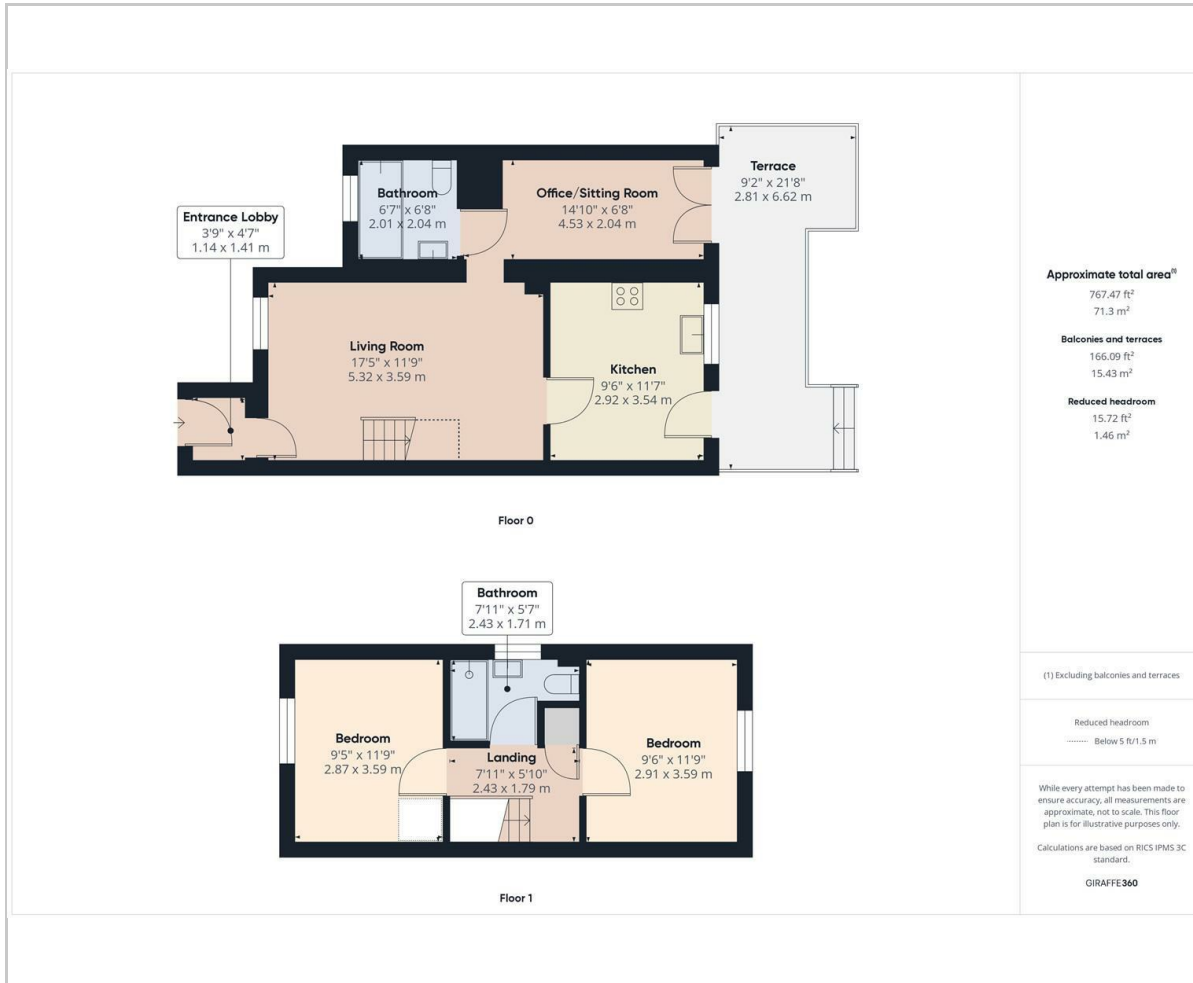 Entrance Lobby
3'9" x 4'7"
1.14 x 1.41 m
Bathroom
6'7" x 6'8"
2.01 x 2.04 m
Office/Sitting Room
14'10" x 6'8"
4.53 x 2.04 m
Terrace
9'2" x 21'8"
2.81 x 6.62 m
Living Room
17'5" x 11'9"
5.32 x 3.59 m
Kitchen
9'6" x 11'7"
2.92 x 3.54 m
Floor 0
Bathroom
7'11" x 5'7"
2.43 x 1.71 m
Bedroom
9'5" x 11'9"
2.87 x 3.59 m
Landing
7'11" x 5'10"
2.43 x 1.79 m
Bedroom
9'6" x 11'9"
2.91 x 3.59 m
Floor 1
Approximate total area(1)
767.47 ft²
71.3 m²
Balconies and terraces
166.09 ft²
15.43 m²
Reduced headroom
15.72 ft²
1.46 m²
(1) Excluding balconies and terraces
Reduced headroom
Below 5 ft/1.5 m
While every attempt has been made to
ensure accuracy, all measurements are
approximate, not to scale. This floor
plan is for illustrative purposes only.
Calculations are based on RICS IPMS 3C
standard.
GIRAFFE360